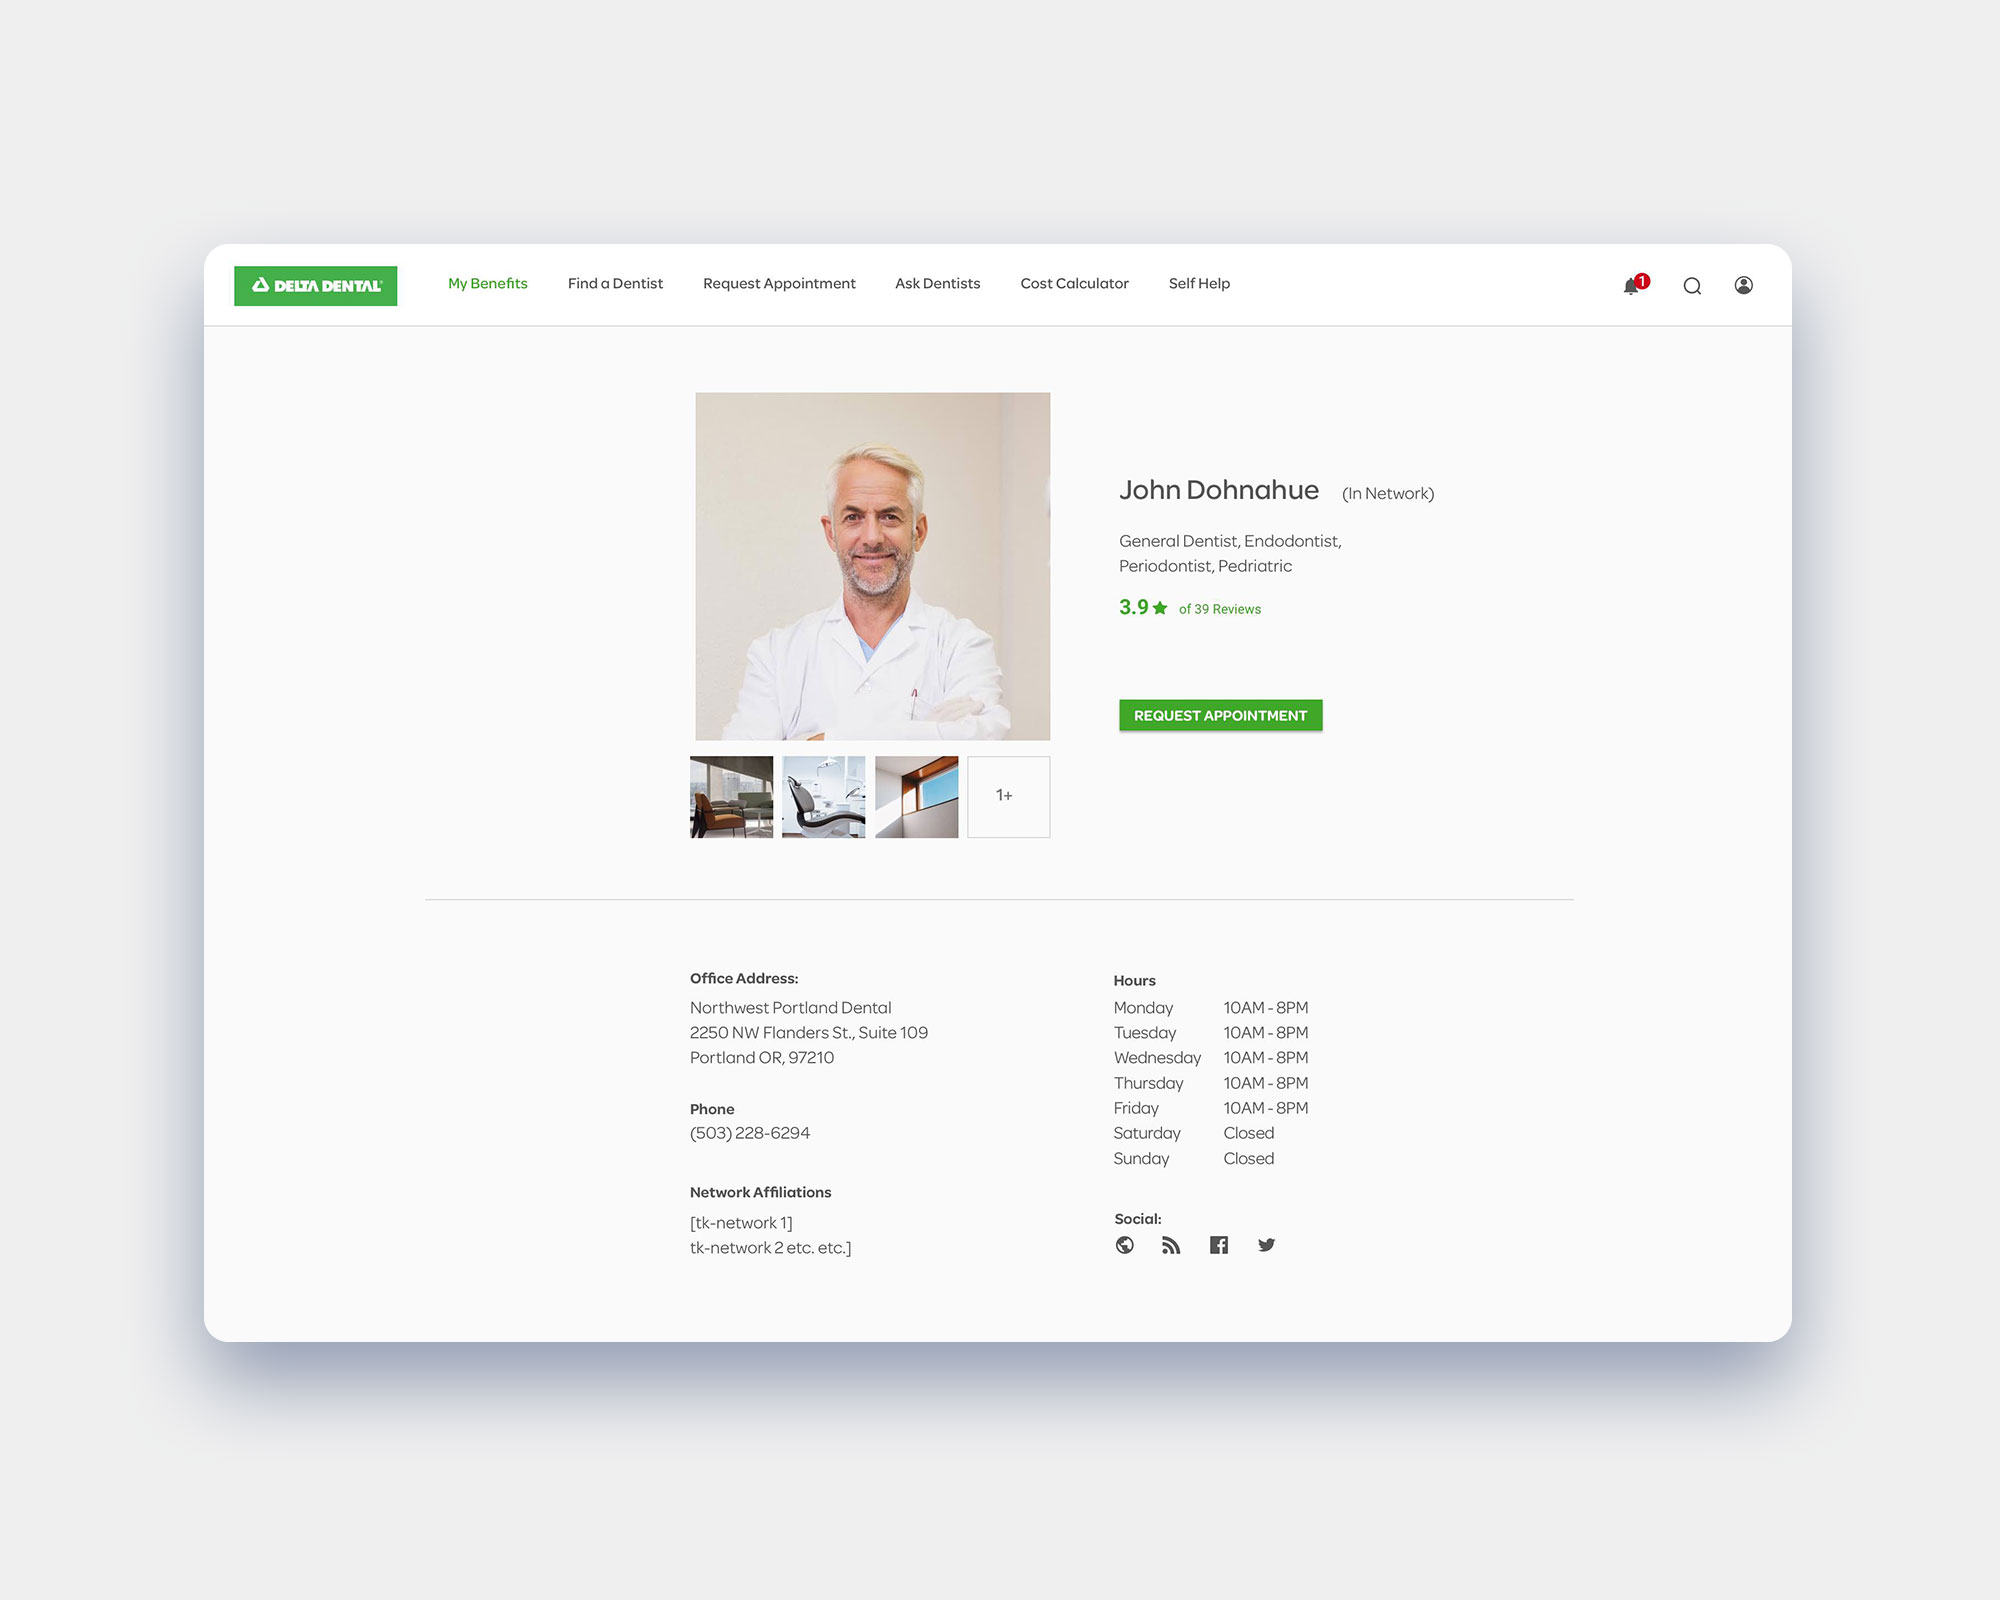 DELTA DENTAL
My Benefits
Find a Dentist
Request Appointment
Ask Dentists
Cost Calculator
Self Help
1
John Dohnahue (In Network)
General Dentist, Endodontist,
Periodontist, Pedriatric
3.9 ★ of 39 Reviews
REQUEST APPOINTMENT
1+
Office Address:
Northwest Portland Dental
2250 NW Flanders St., Suite 109
Portland OR, 97210
Phone
(503) 228-6294
Network Affiliations
[tk-network 1]
tk-network 2 etc. etc.]
Hours
Monday 10AM - 8PM
Tuesday 10AM - 8PM
Wednesday 10AM - 8PM
Thursday 10AM - 8PM
Friday 10AM - 8PM
Saturday Closed
Sunday Closed
Social: